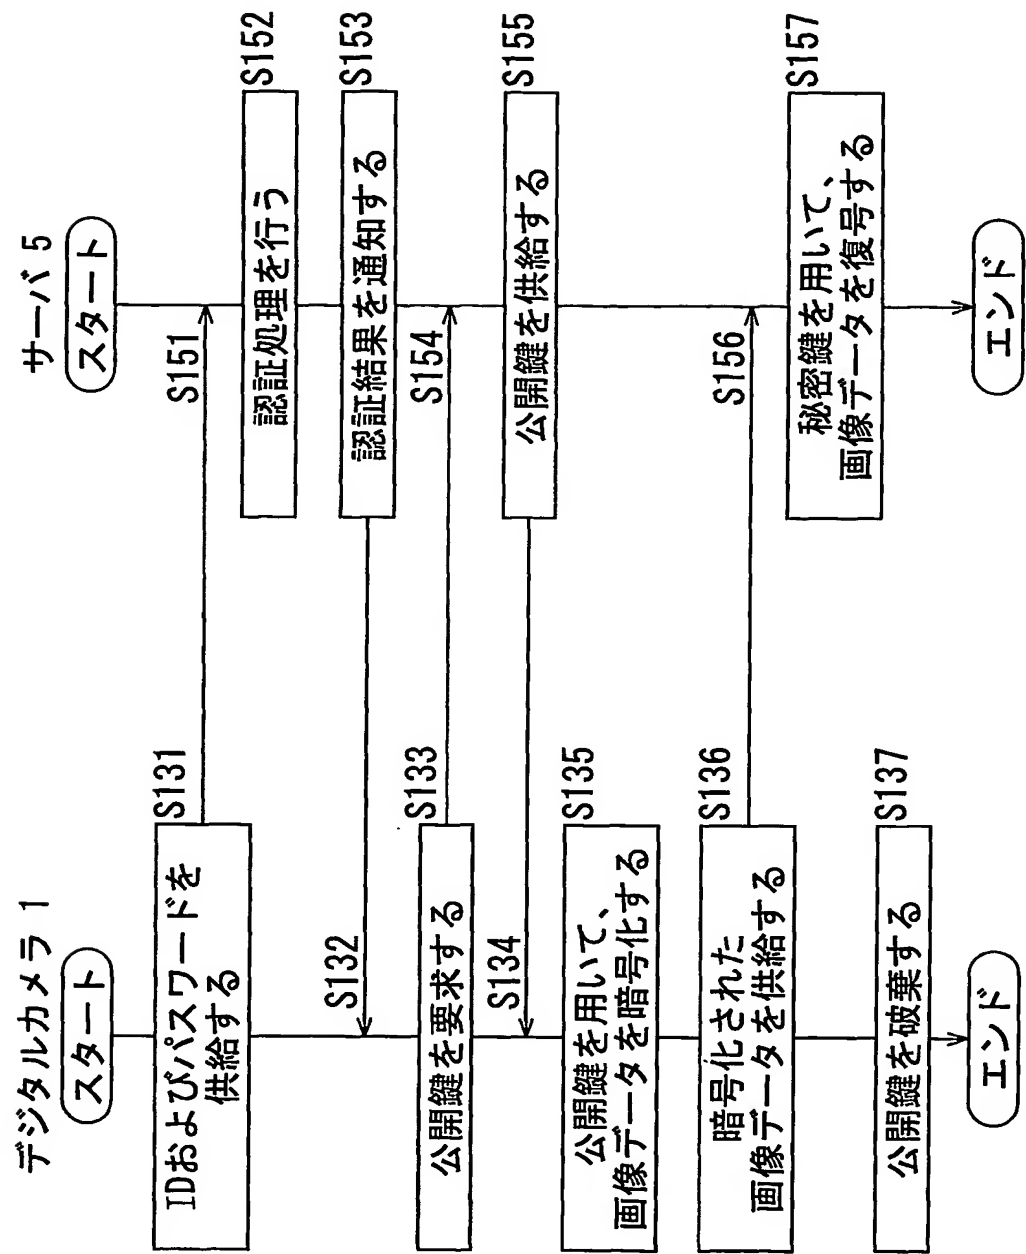 デジタルカメラ 1
スタート
S131
IDおよびパスワードを
供給する
S132
S133
公開鍵を要求する
S134
S135
公開鍵を用いて、
画像データを暗号化する
S136
暗号化された
画像データを供給する
S137
公開鍵を破棄する
エンド
サーバ 5
スタート
S151
S152
認証処理を行う
S153
認証結果を通知する
S154
S155
公開鍵を供給する
S156
S157
秘密鍵を用いて、
画像データを復号する
エンド